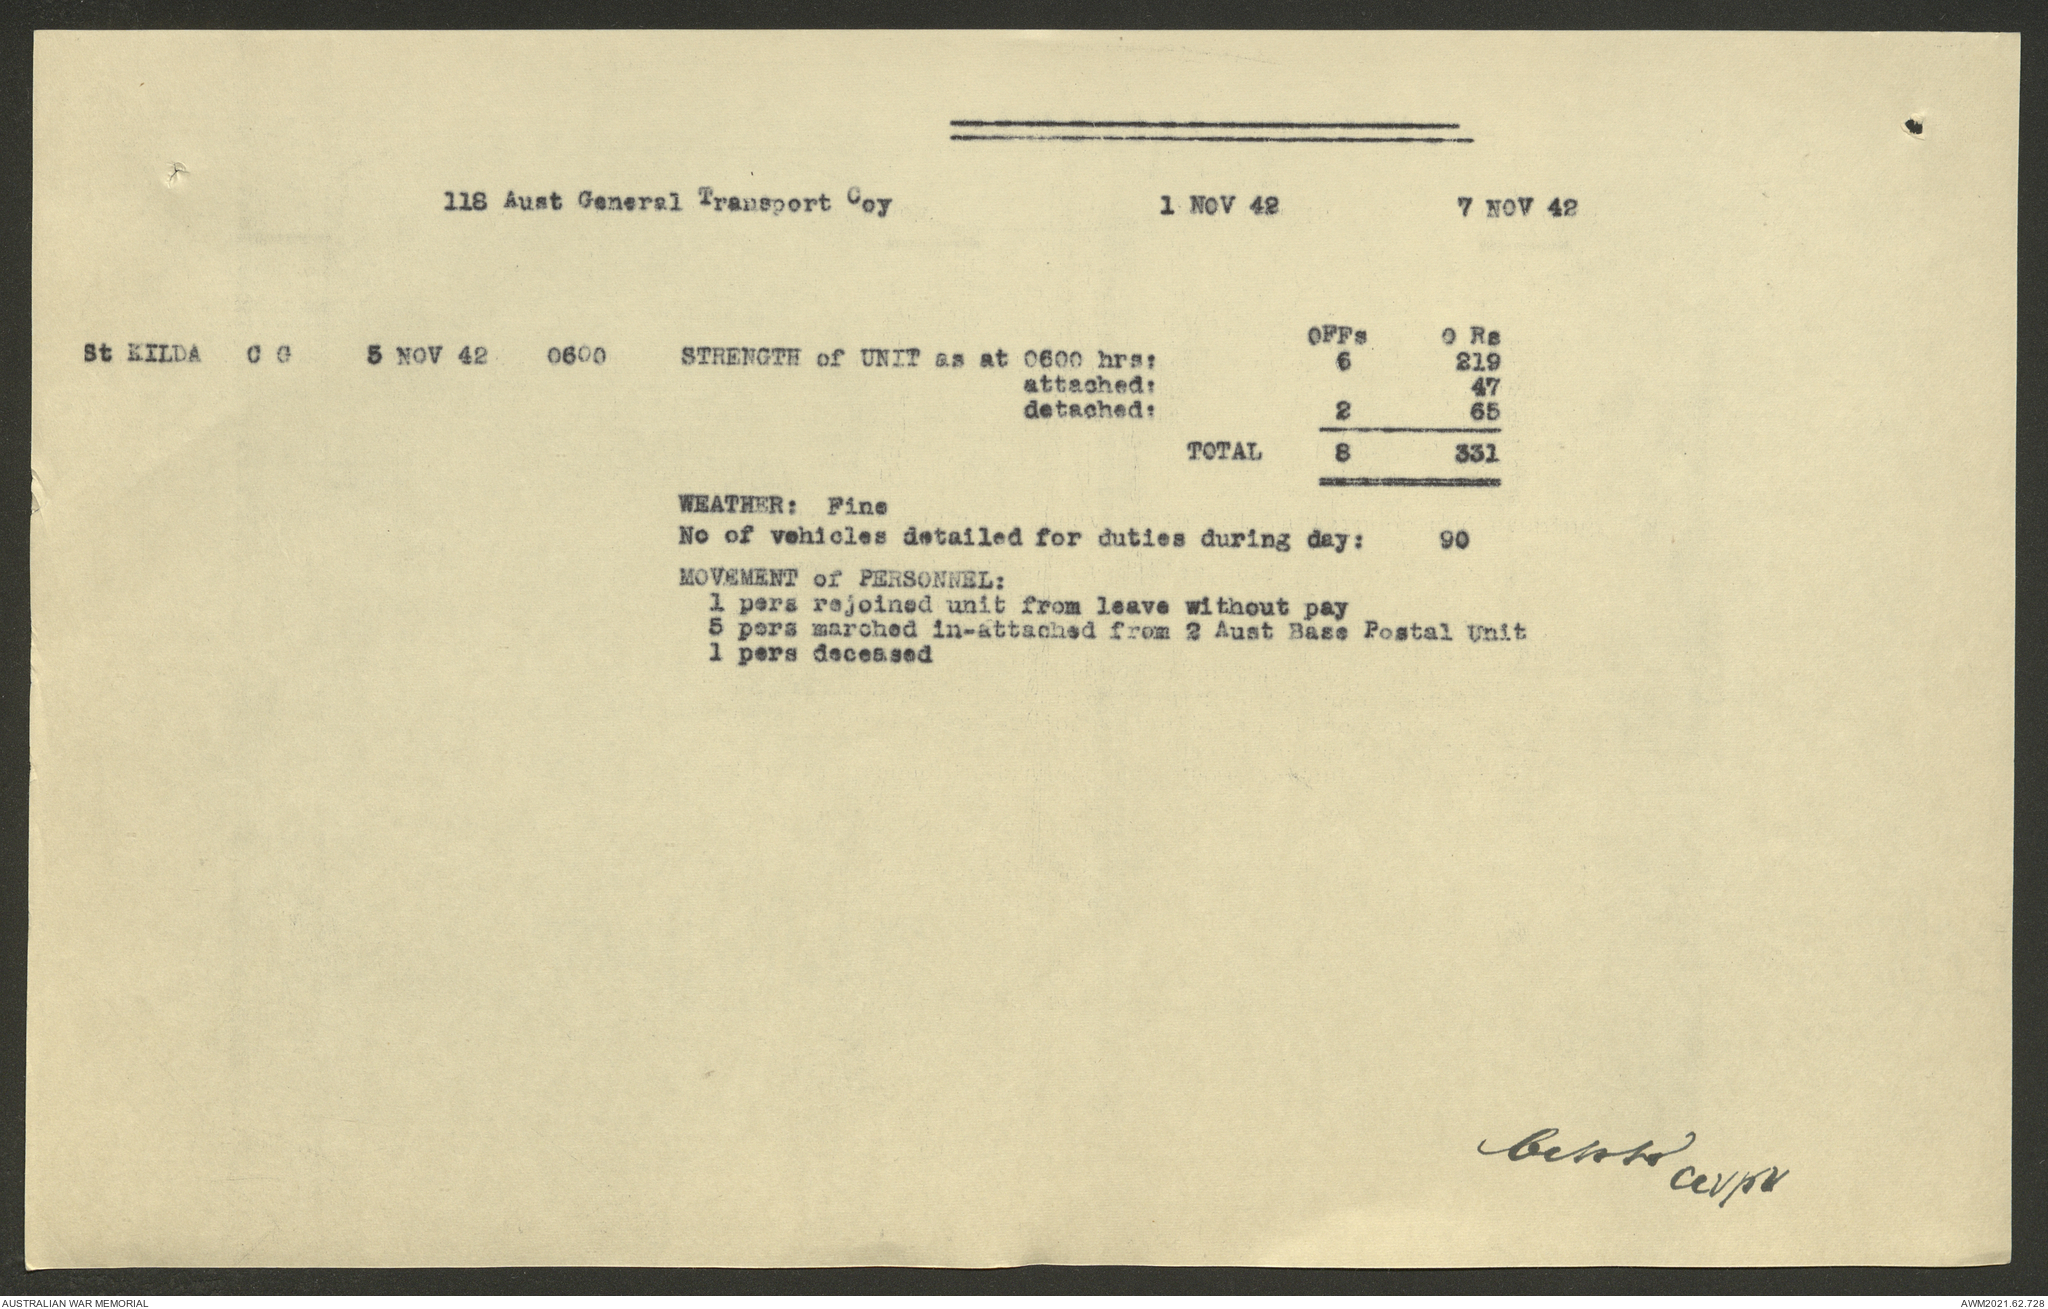 118 Aust General Transport Coy 1 NOV 42 7 NOV 42
OFFs O Rs
St KILDA C G 5 NOV 42 0600 STRENGTH of UNIT as at 0600 hrs: 6 219
attached: 47
detached: 2 65
TOTAL 8 331
WEATHER: Fine
No of vehicles detailed for duties during day: 90
MOVEMENT of PERSONNEL:
1 pers rejoined unit from leave without pay
5 pers marched in-attached from 2 Aust Base Postal Unit
1 pers deceased
AUSTRALIAN WAR MEMORIAL AWM2021.62.728